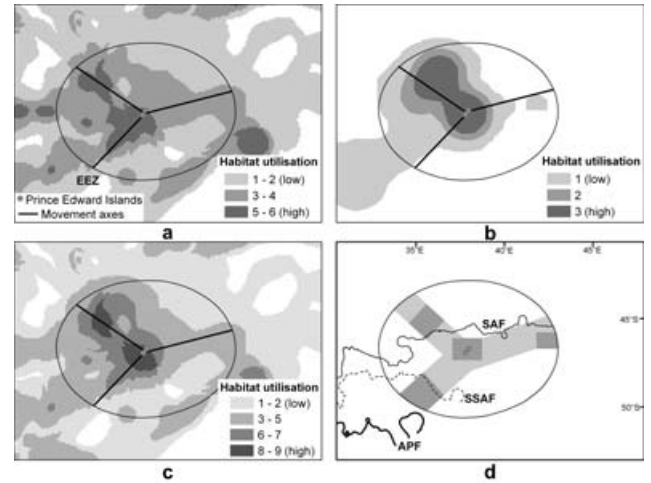 Habitat utilisation
1 - 2 (low)
3 - 4
5 - 6 (high)
EEZ
Prince Edward Islands
Movement axes
a
Habitat utilisation
1 (low)
2
3 (high)
b
Habitat utilisation
1 - 2 (low)
3 - 5
6 - 7
8 - 9 (high)
c
35°E 40°E 45°E
45°S
SAF
SSAF
50°S
APF
d